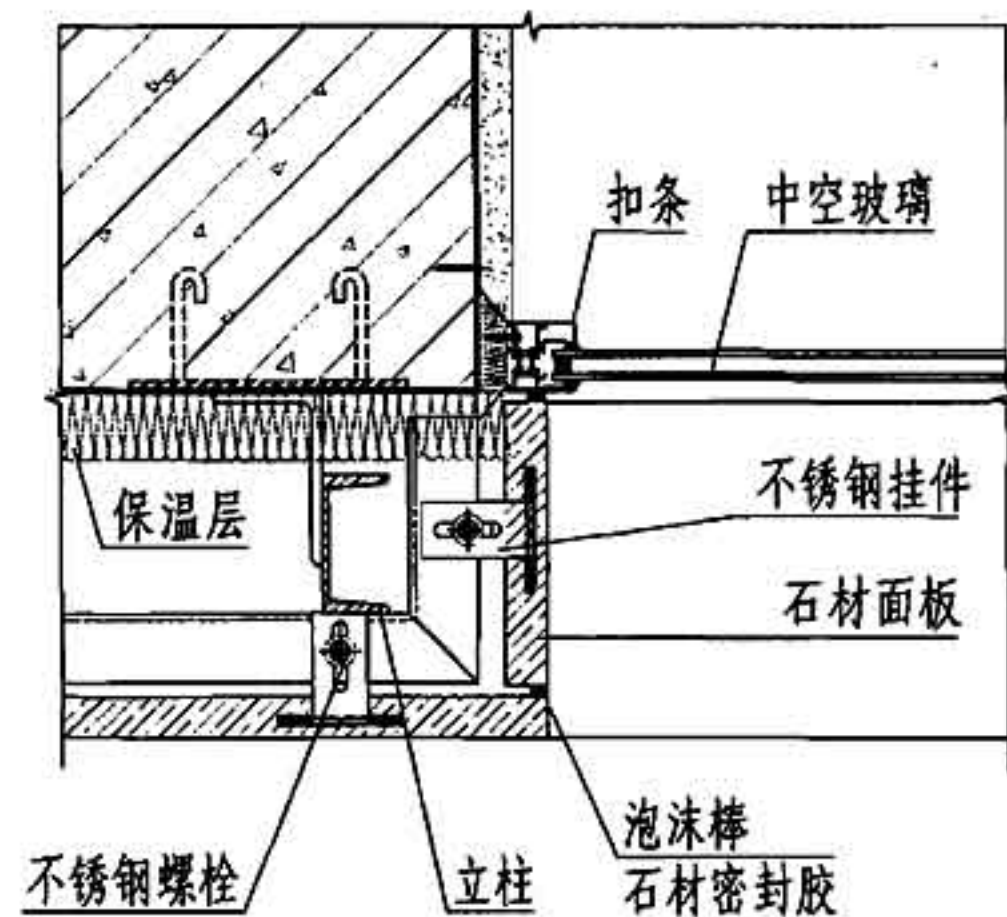 扣条
中空玻璃
不锈钢挂件
保温层
石材面板
泡沫棒
石材密封胶
不锈钢螺栓
立柱